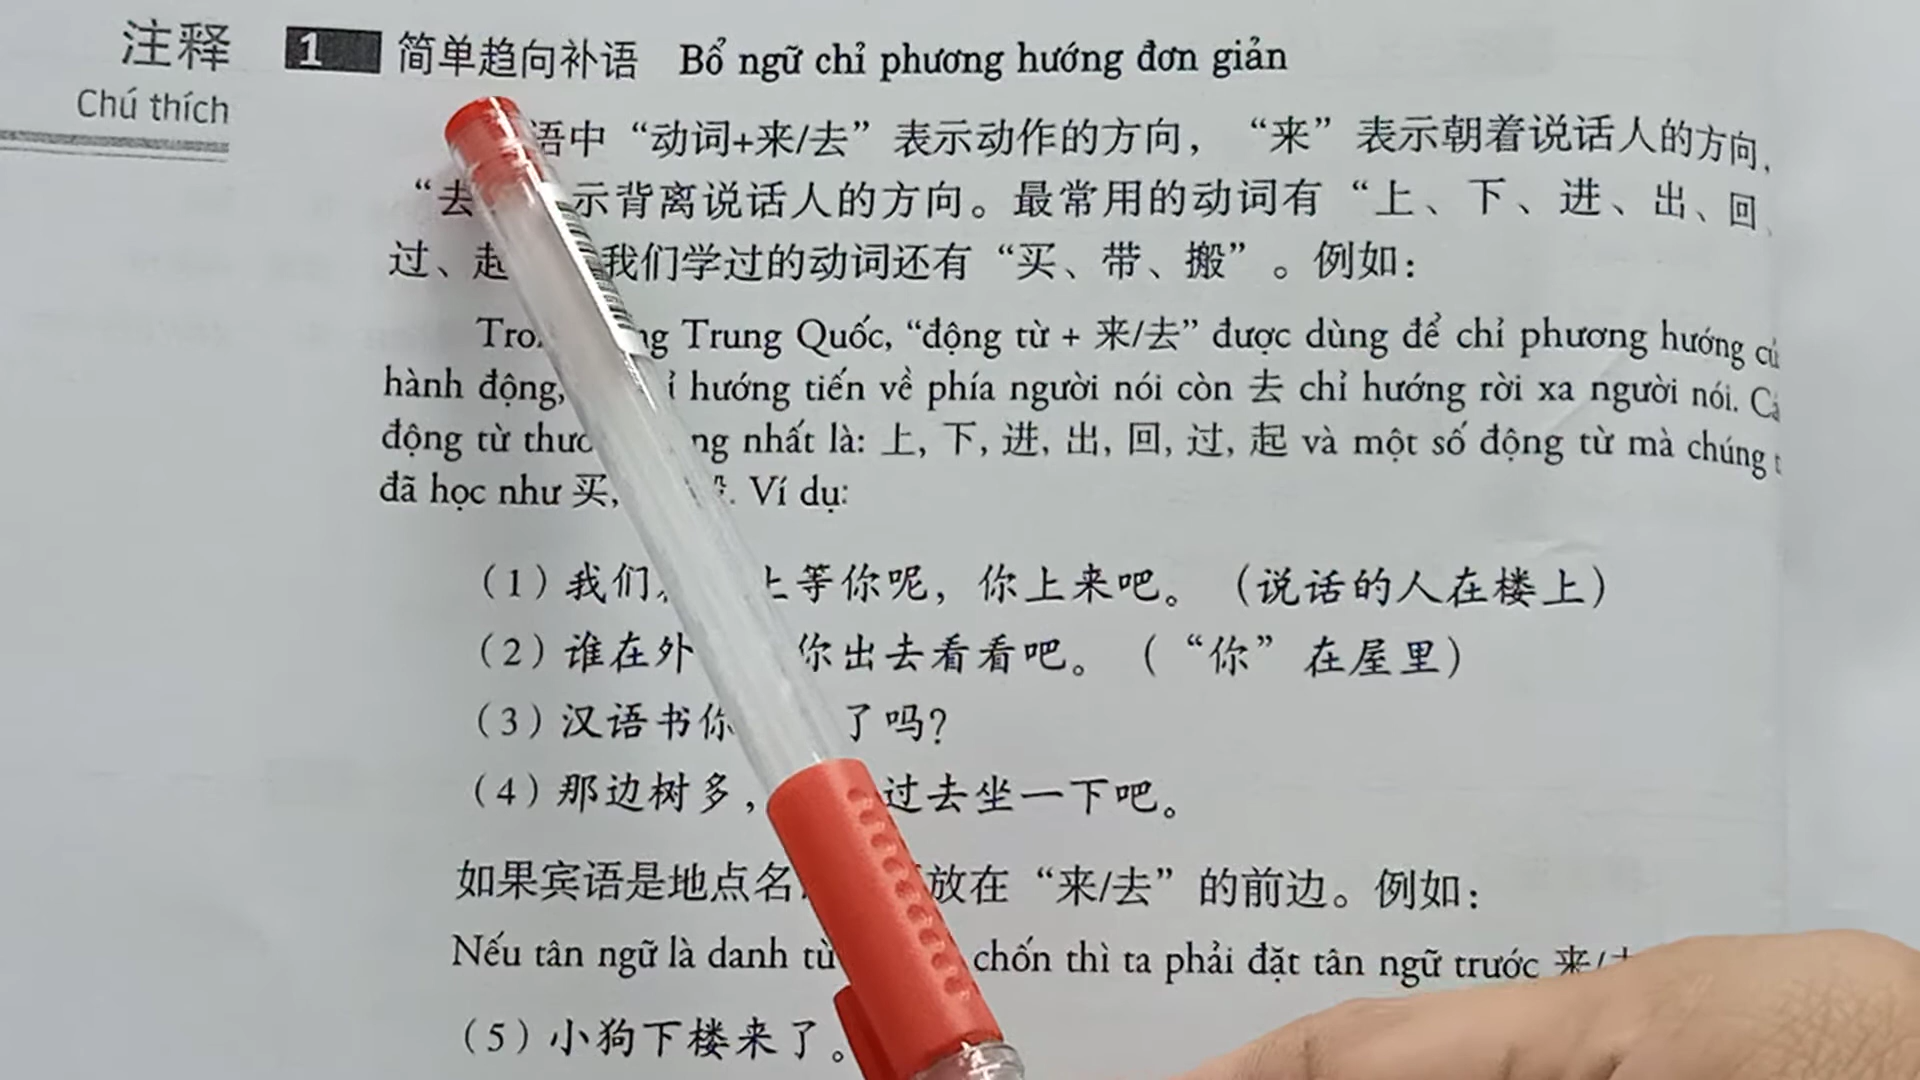 注释
Chú thích
1 简单趋向补语 Bổ ngữ chỉ phương hướng đơn giản
语中“动词+来/去”表示动作的方向，“来”表示朝着说话人的方向，
“去 示背离说话人的方向。最常用的动词有“上、下、进、出、回、
过、起 我们学过的动词还有“买、带、搬”。例如：
Trong Trung Quốc, “động từ + 来/去” được dùng để chỉ phương hướng
hành động, hướng tiến về phía người nói còn 去 chỉ hướng rời xa người nói.
động từ nhất là: 上, 下, 进, 出, 回, 过, 起 và một số động từ mà chúng
đã học như 买, Ví dụ:
（1）我们 上等你呢，你上来吧。（说话的人在楼上）
（2）谁在外 你出去看看吧。（“你”在屋里）
（3）汉语书你 了吗？
（4）那边树多， 过去坐一下吧。
如果宾语是地点名 放在“来/去”的前边。例如：
Nếu tân ngữ là danh từ chốn thì ta phải đặt tân ngữ trước 来/
（5）小狗下楼来了。